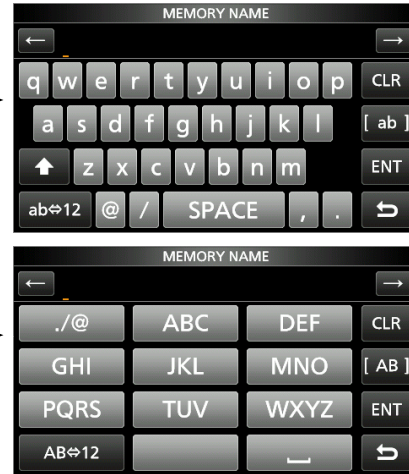 MEMORY NAME
← →
q w e r t y u i o p CLR
a s d f g h j k l [ ab ]
z x c v b n m ENT
ab⇔12 @ / SPACE , .
MEMORY NAME
← →
./@ ABC DEF CLR
GHI JKL MNO [ AB ]
PQRS TUV WXYZ ENT
AB⇔12